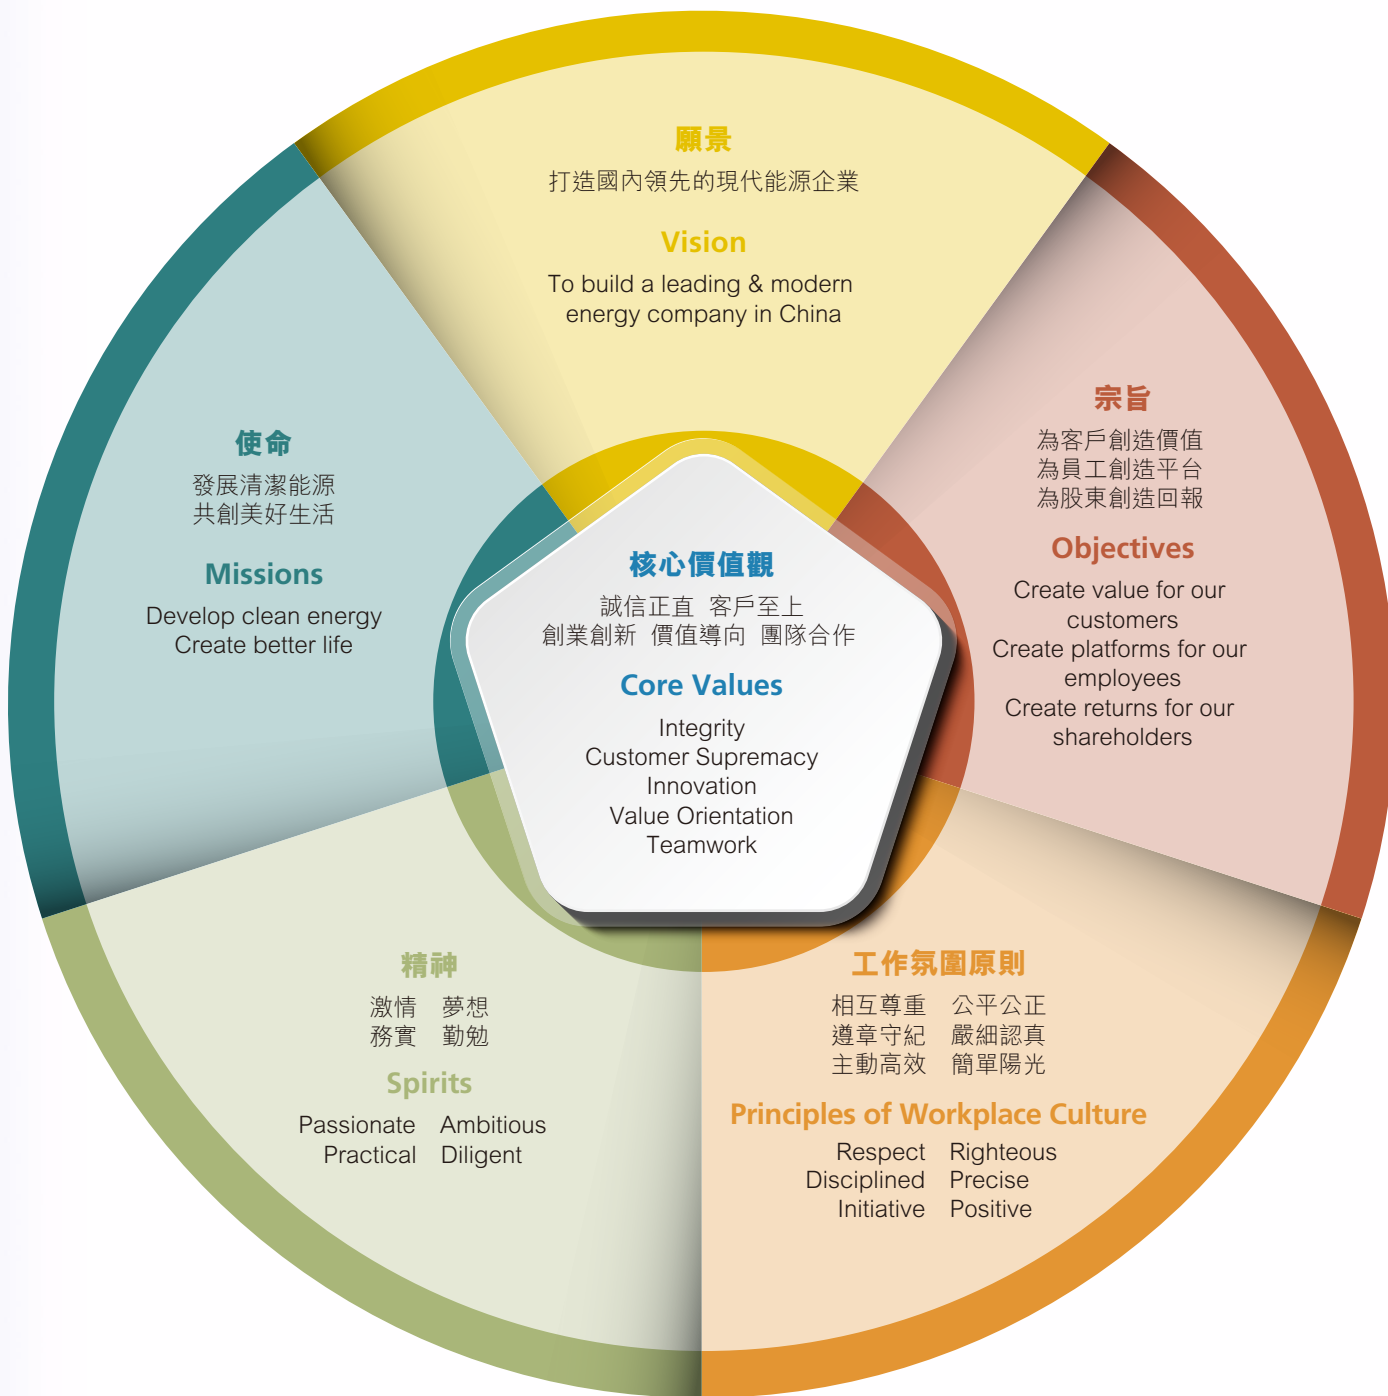 願景
打造國內領先的現代能源企業
Vision
To build a leading & modern
energy company in China
宗旨
為客戶創造價值
為員工創造平台
為股東創造回報
Objectives
Create value for our
customers
Create platforms for our
employees
Create returns for our
shareholders
使命
發展清潔能源
共創美好生活
Missions
Develop clean energy
Create better life
核心價值觀
誠信正直 客戶至上
創業創新 價值導向 團隊合作
Core Values
Integrity
Customer Supremacy
Innovation
Value Orientation
Teamwork
精神
激情 夢想
務實 勤勉
Spirits
Passionate Ambitious
Practical Diligent
工作氛圍原則
相互尊重 公平公正
遵章守紀 嚴細認真
主動高效 簡單陽光
Principles of Workplace Culture
Respect Righteous
Disciplined Precise
Initiative Positive